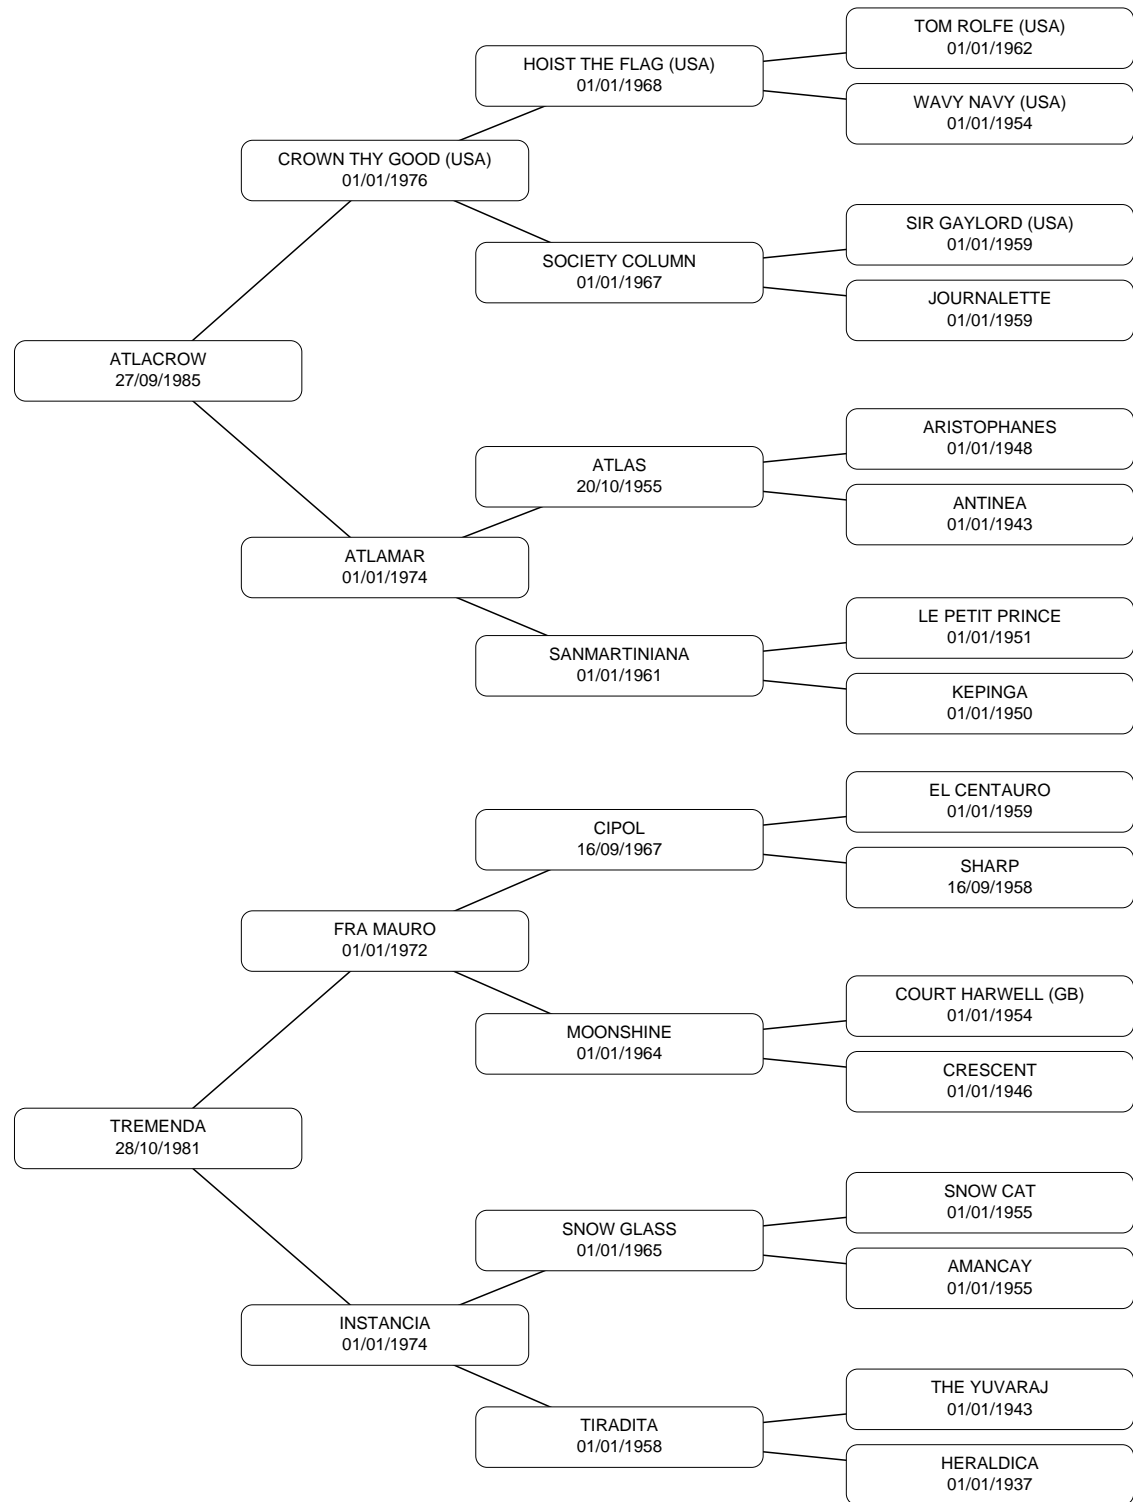 TOM ROLFE (USA)
01/01/1962
HOIST THE FLAG (USA)
01/01/1968
WAVY NAVY (USA)
01/01/1954
CROWN THY GOOD (USA)
01/01/1976
SIR GAYLORD (USA)
01/01/1959
SOCIETY COLUMN
01/01/1967
JOURNALETTE
01/01/1959
ATLACROW
27/09/1985
ARISTOPHANES
01/01/1948
ATLAS
20/10/1955
ANTINEA
01/01/1943
ATLAMAR
01/01/1974
LE PETIT PRINCE
01/01/1951
SANMARTINIANA
01/01/1961
KEPINGA
01/01/1950
EL CENTAURO
01/01/1959
CIPOL
16/09/1967
SHARP
16/09/1958
FRA MAURO
01/01/1972
COURT HARWELL (GB)
01/01/1954
MOONSHINE
01/01/1964
CRESCENT
01/01/1946
TREMENDA
28/10/1981
SNOW CAT
01/01/1955
SNOW GLASS
01/01/1965
AMANCAY
01/01/1955
INSTANCIA
01/01/1974
THE YUVARAJ
01/01/1943
TIRADITA
01/01/1958
HERALDICA
01/01/1937